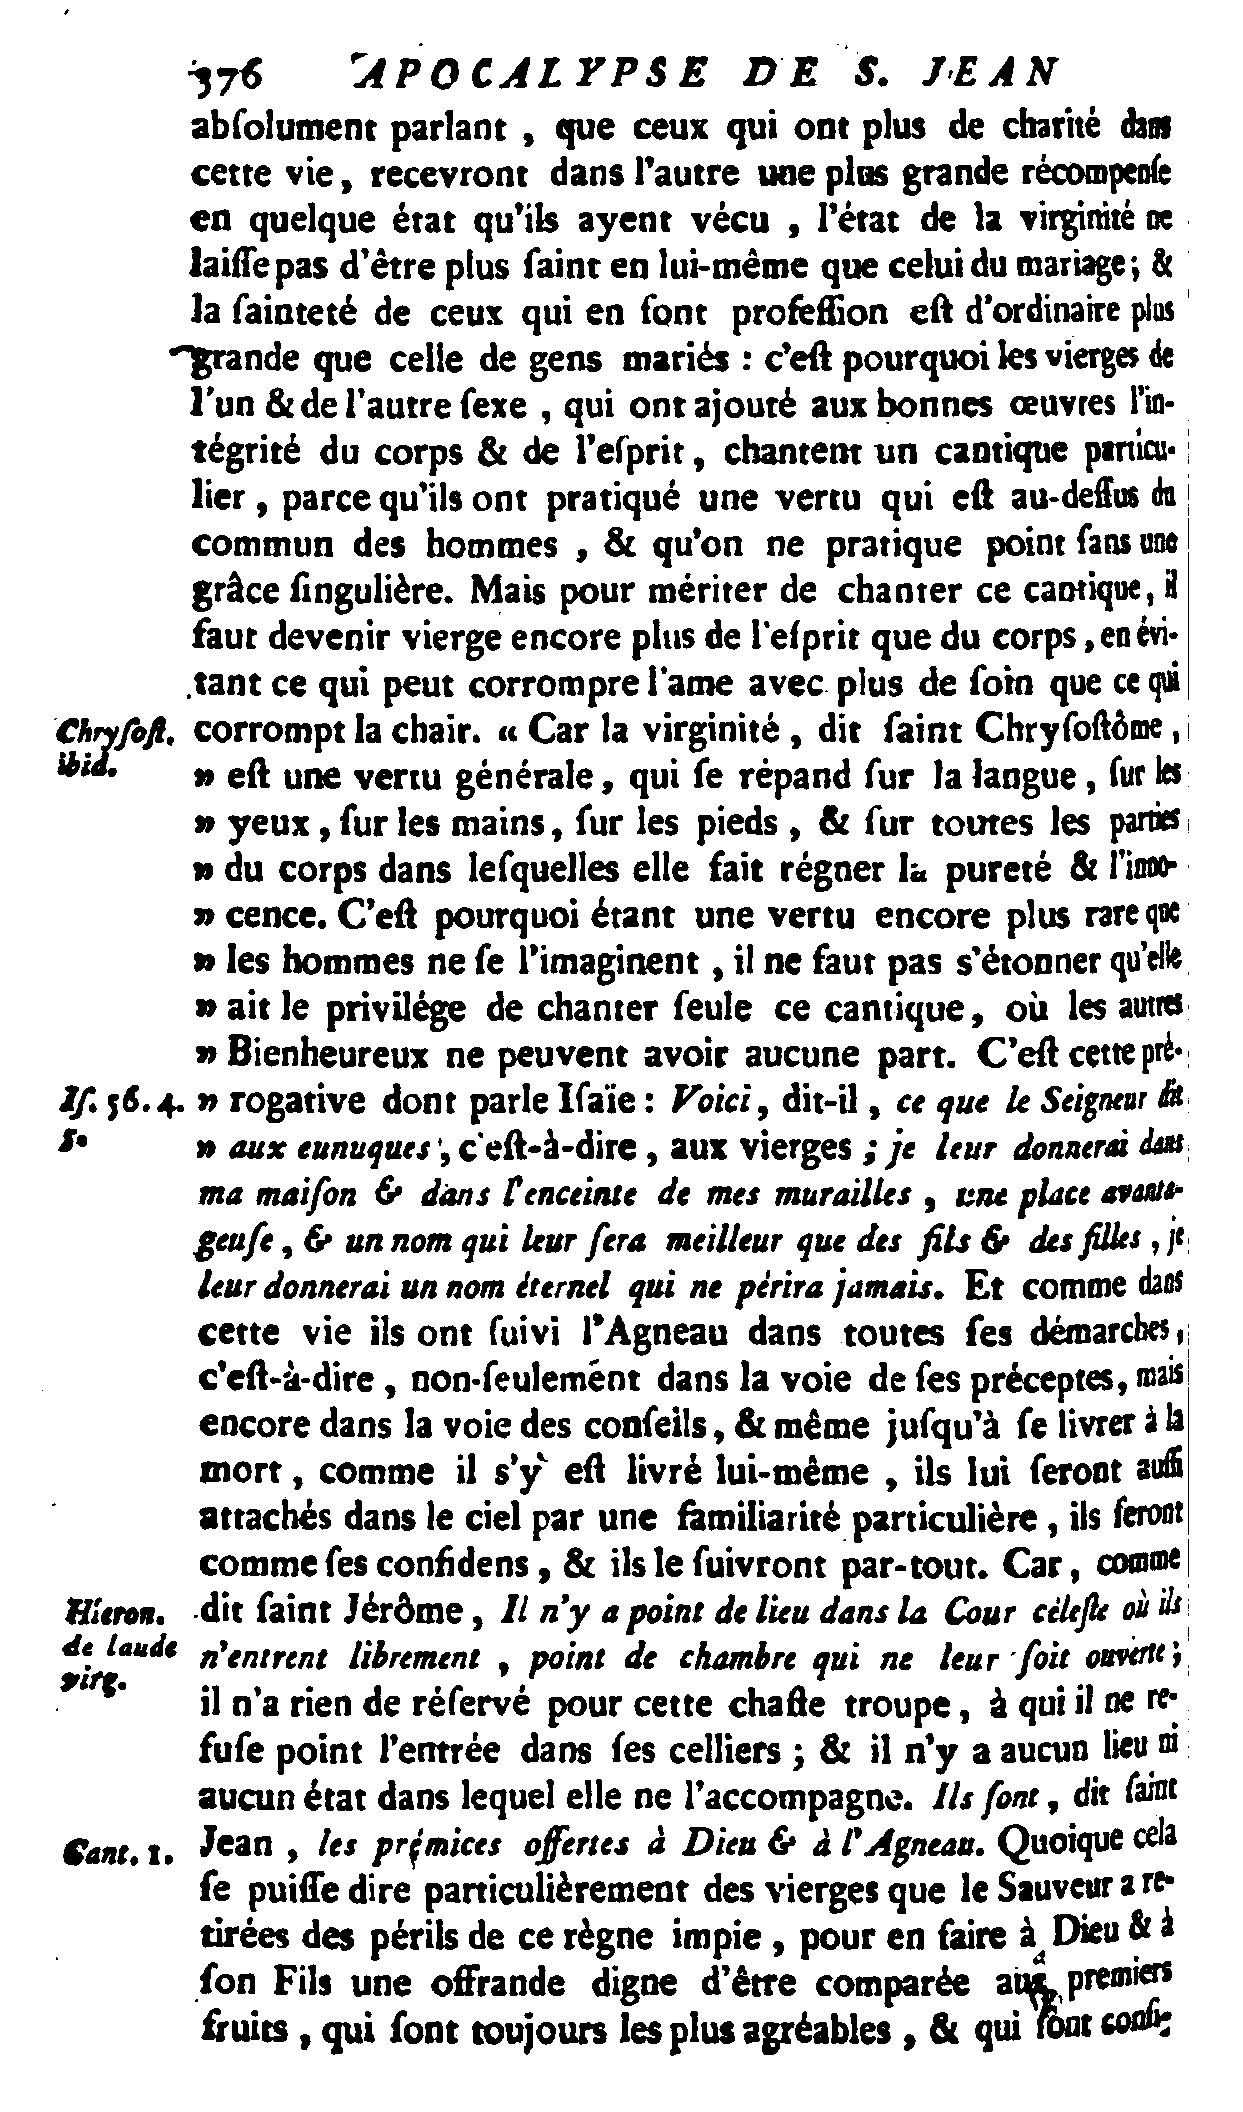 376 APOCALYPSE DE S. JEAN
abſolument parlant , que ceux qui ont plus de charité dans
cette vie, recevront dans l'autre une plus grande récompenſe
en quelque état qu'ils ayent vécu , l'état de la virginité ne
laiſſe pas d'être plus ſaint en lui-même que celui du mariage ; &
la ſainteté de ceux qui en font profeſſion eſt d'ordinaire plus
grande que celle de gens mariés : c'eſt pourquoi les vierges de
l'un & de l'autre ſexe , qui ont ajouté aux bonnes œuvres l'in-
tégrité du corps & de l'eſprit, chantent un cantique particu-
lier , parce qu'ils ont pratiqué une vertu qui eſt au-deſſus du
commun des hommes , & qu'on ne pratique point ſans une
grâce ſingulière. Mais pour mériter de chanter ce cantique, il
faut devenir vierge encore plus de l'eſprit que du corps, en évi-
tant ce qui peut corrompre l'ame avec plus de ſoin que ce qui
Chryſoſt. corrompt la chair. « Car la virginité , dit ſaint Chryſoſtôme ,
ibid. » eſt une vertu générale, qui ſe répand ſur la langue , ſur les
» yeux , ſur les mains, ſur les pieds , & ſur toutes les parties
» du corps dans leſquelles elle fait régner la pureté & l'inno-
» cence. C'eſt pourquoi étant une vertu encore plus rare que
» les hommes ne ſe l'imaginent , il ne faut pas s'étonner qu'elle
» ait le privilége de chanter ſeule ce cantique, où les autres
» Bienheureux ne peuvent avoir aucune part. C'eſt cette pré-
Iſ. 56. 4. » rogative dont parle Iſaïe : Voici, dit-il , ce que le Seigneur dit
5. » aux eunuques, c'eſt-à-dire , aux vierges ; je leur donnerai dans
ma maiſon & dans l'enceinte de mes murailles , une place avanta-
geuſe , & un nom qui leur ſera meilleur que des fils & des filles , je
leur donnerai un nom éternel qui ne périra jamais. Et comme dans
cette vie ils ont ſuivi l'Agneau dans toutes ſes démarches,
c'eſt-à-dire , non-ſeulement dans la voie de ſes préceptes, mais
encore dans la voie des conſeils, & même juſqu'à ſe livrer à la
mort , comme il s'y eſt livré lui-même , ils lui ſeront auſſi
attachés dans le ciel par une familiarité particulière , ils ſeront
comme ſes confidens , & ils le ſuivront par-tout. Car, comme
Hieron. dit ſaint Jérôme, Il n'y a point de lieu dans la Cour céleſte où ils
de laude n'entrent librement , point de chambre qui ne leur ſoit ouverte ;
virg. il n'a rien de réſervé pour cette chaſte troupe, à qui il ne re-
fuſe point l'entrée dans ſes celliers ; & il n'y a aucun lieu ni
aucun état dans lequel elle ne l'accompagne. Ils ſont , dit ſaint
Cant. 1. Jean , les prémices offertes à Dieu & à l'Agneau. Quoique cela
ſe puiſſe dire particulièrement des vierges que le Sauveur a re-
tirées des périls de ce règne impie , pour en faire à Dieu & à
ſon Fils une offrande digne d'être comparée aux premiers
fruits , qui ſont toujours les plus agréables , & qui ſont conſi-